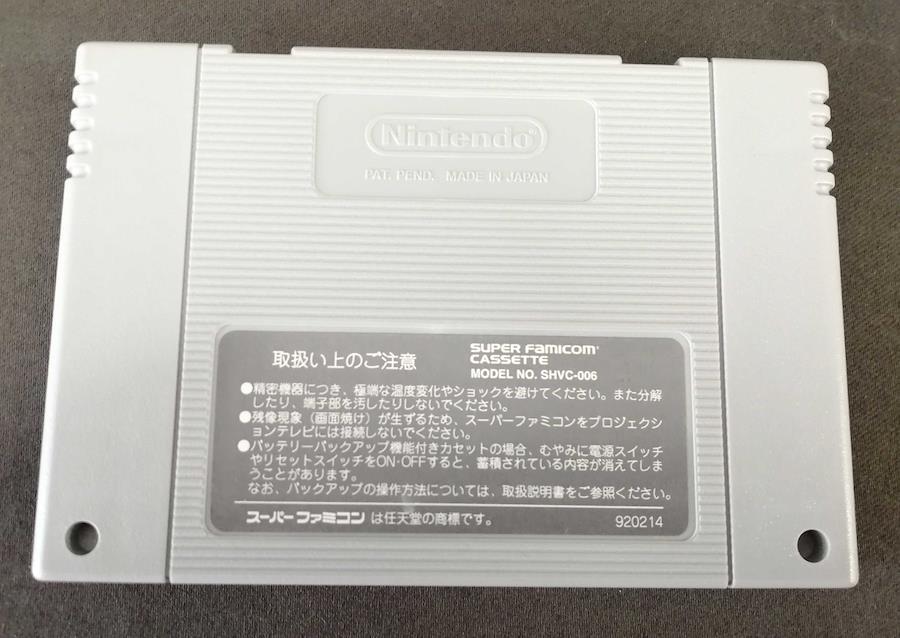 Nintendo®
PAT. PEND. MADE IN JAPAN
取扱い上のご注意
SUPER FAMICOM
CASSETTE
MODEL NO. SHVC-006
●精密機器につき、極端な温度変化やショックを避けてください。また分解
したり、端子部を汚したりしないでください。
●残像現象（画面焼け）が生ずるため、スーパーファミコンをプロジェクシ
ョンテレビには接続しないでください。
●バッテリーバックアップ機能付きカセットの場合、むやみに電源スイッチ
やリセットスイッチをON・OFFすると、蓄積されている内容が消えてしま
うことがあります。
なお、バックアップの操作方法については、取扱説明書をご参照ください。
スーパーファミコン は任天堂の商標です。
920214